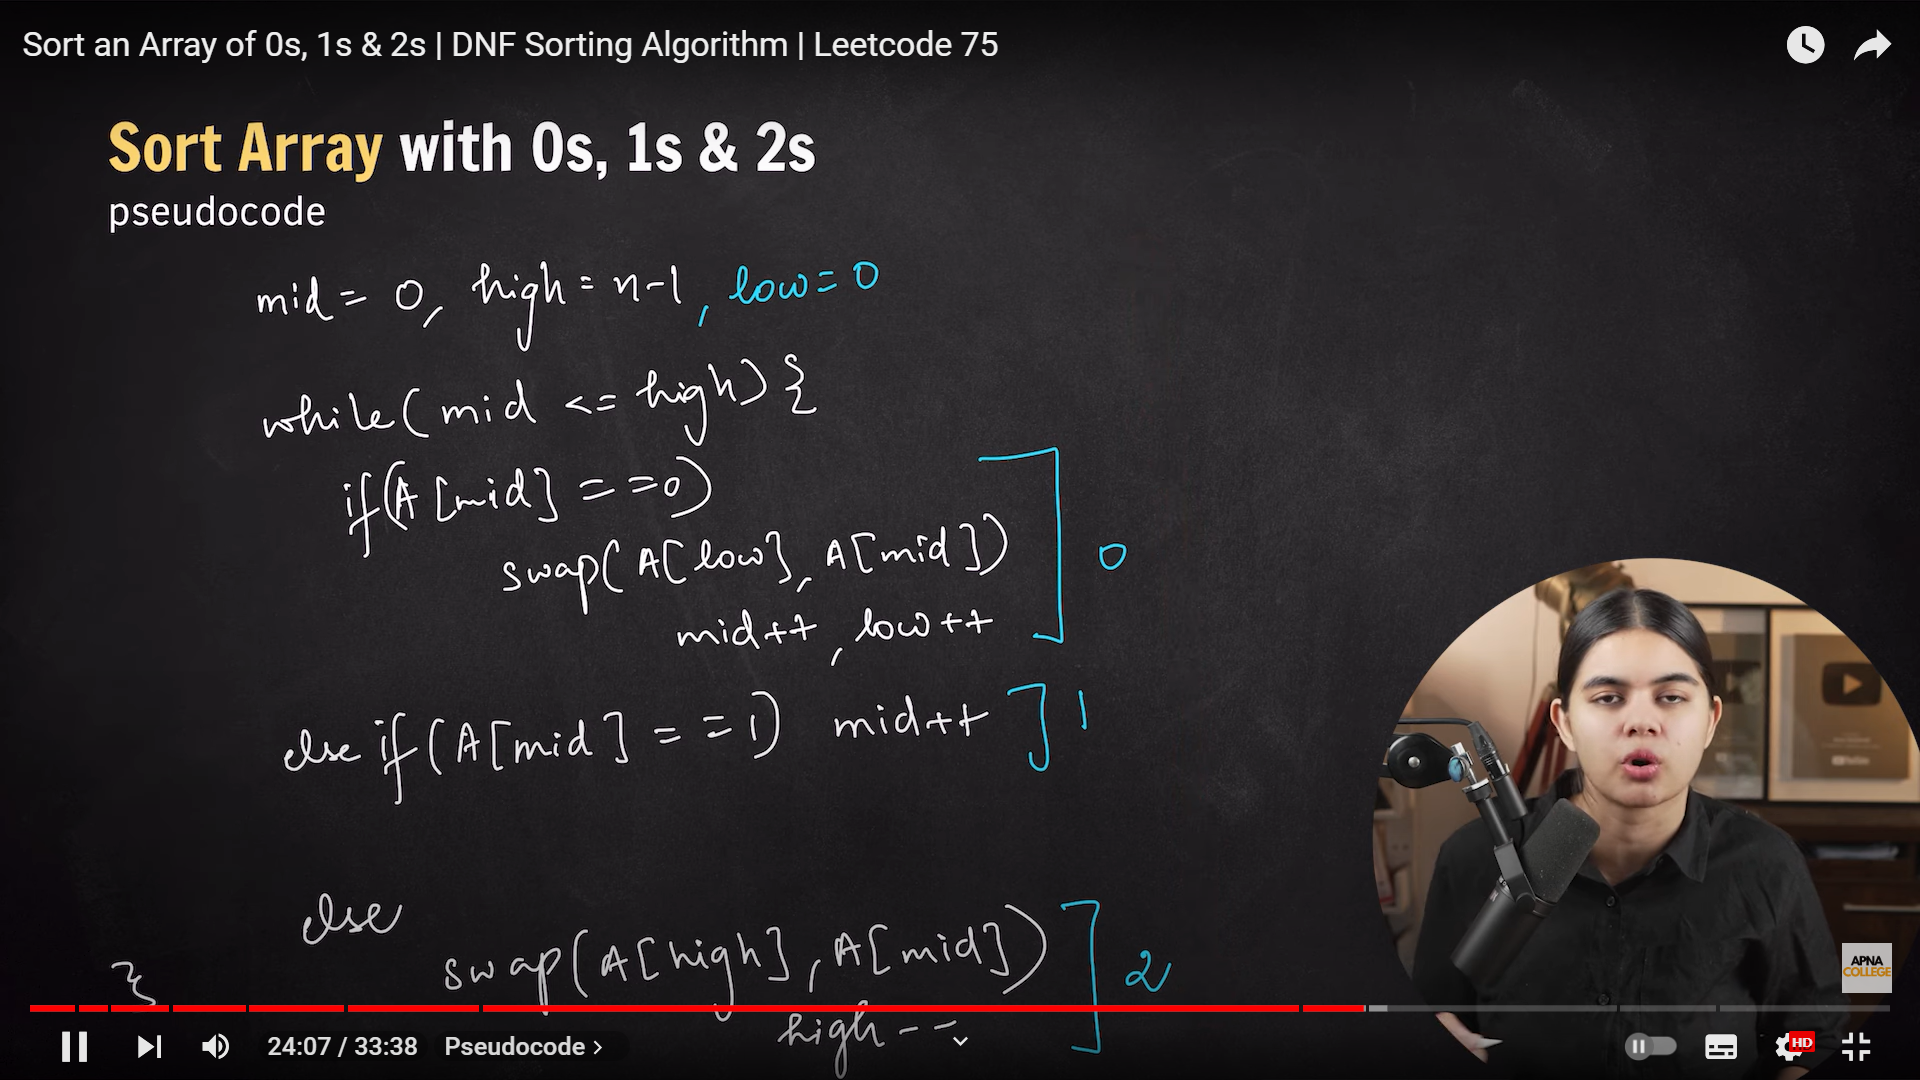 Sort an Array of 0s, 1s & 2s | DNF Sorting Algorithm | Leetcode 75
Sort Array with 0s, 1s & 2s
pseudocode
mid = 0, high = n-1, low = 0
while(mid <= high) {
if(A[mid] == 0)
swap(A[low], A[mid])
mid++, low++
0
else if(A[mid] == 1) mid++
1
else
swap(A[high], A[mid])
high--
2
}
APNA
COLLEGE
24:07 / 33:38 Pseudocode
HD